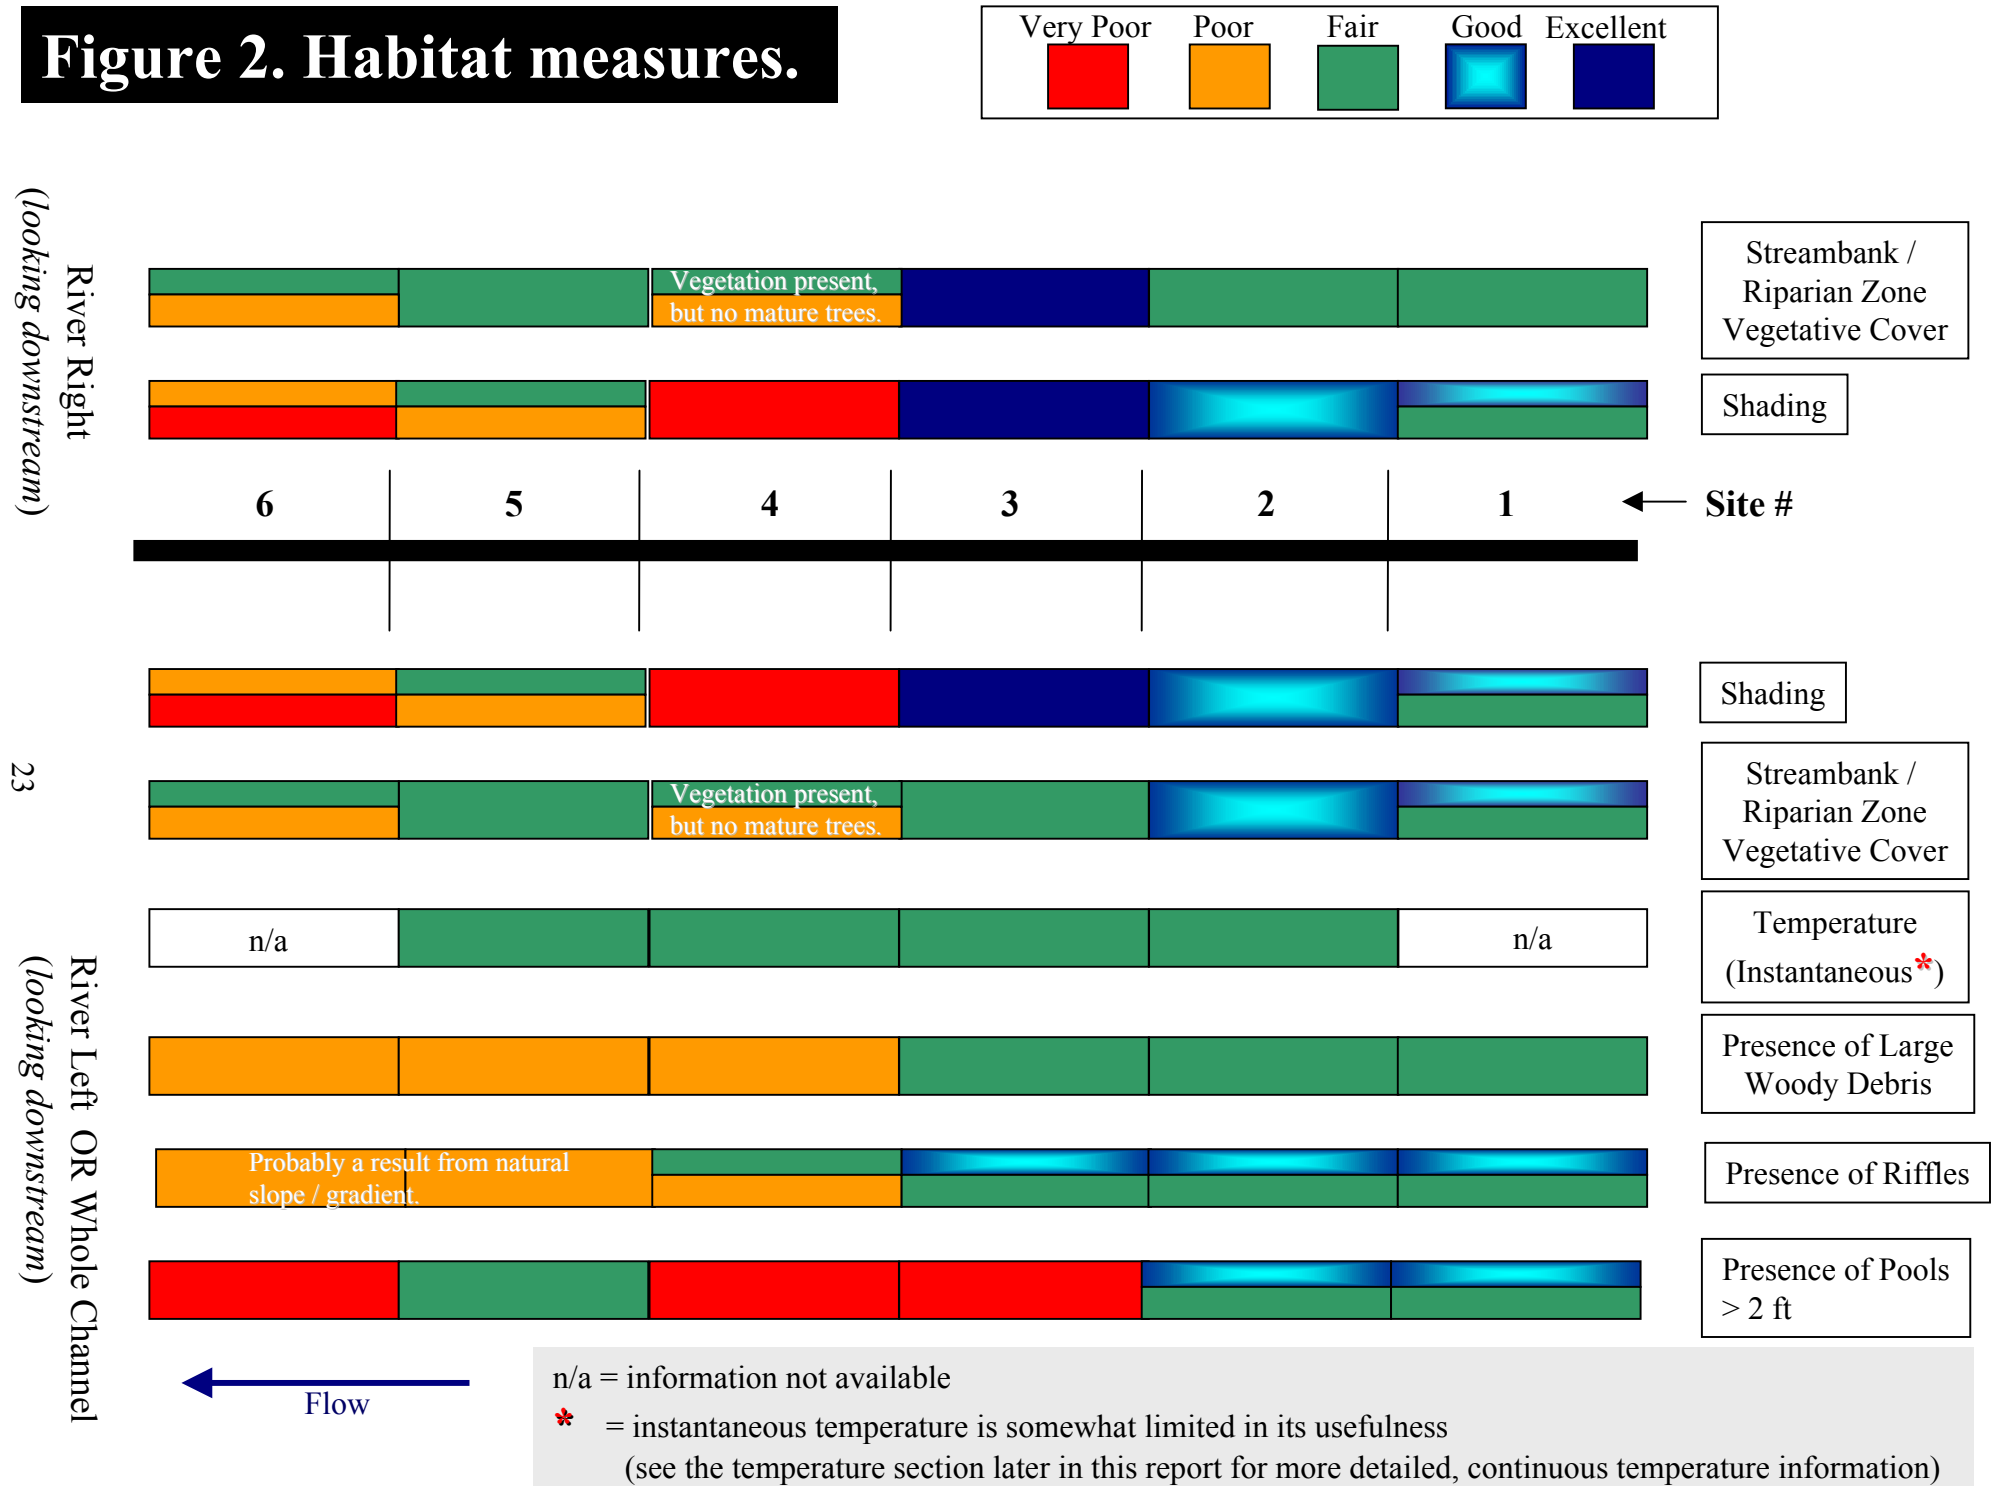 Figure 2. Habitat measures.
Very Poor Poor Fair Good Excellent
River Right
(looking downstream)
Vegetation present,
but no mature trees.
Streambank /
Riparian Zone
Vegetative Cover
Shading
6 5 4 3 2 1 Site #
Shading
Vegetation present,
but no mature trees.
Streambank /
Riparian Zone
Vegetative Cover
23
River Left OR Whole Channel
(looking downstream)
n/a n/a
Temperature
(Instantaneous*)
Presence of Large
Woody Debris
Probably a result from natural
slope / gradient.
Presence of Riffles
Presence of Pools
> 2 ft
Flow
n/a = information not available
* = instantaneous temperature is somewhat limited in its usefulness
(see the temperature section later in this report for more detailed, continuous temperature information)